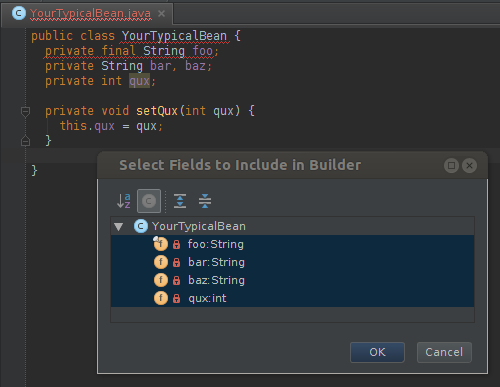 YourTypicalBean.java
public class YourTypicalBean {
private final String foo;
private String bar, baz;
private int qux;
private void setQux(int qux) {
this.qux = qux;
}
}
Select Fields to Include in Builder
a
z
C
C YourTypicalBean
f foo:String
f bar:String
f baz:String
f qux:int
OK Cancel